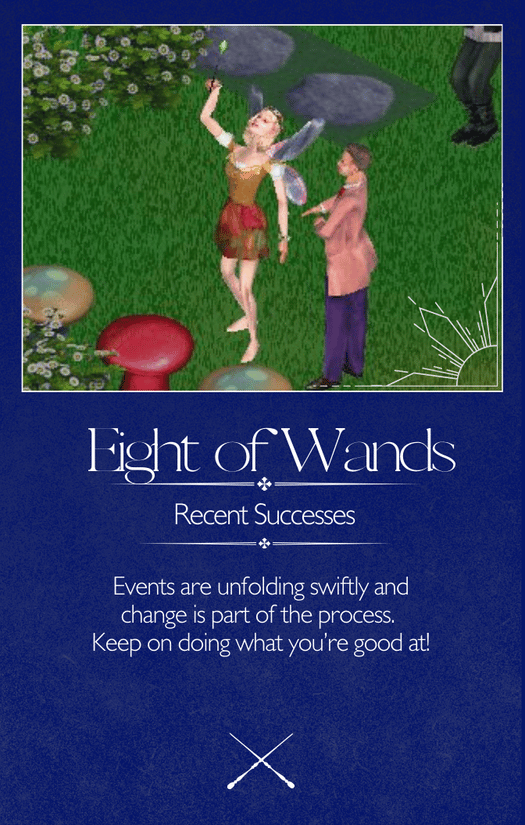 Eight of Wands
Recent Successes
Events are unfolding swiftly and
change is part of the process.
Keep on doing what you’re good at!